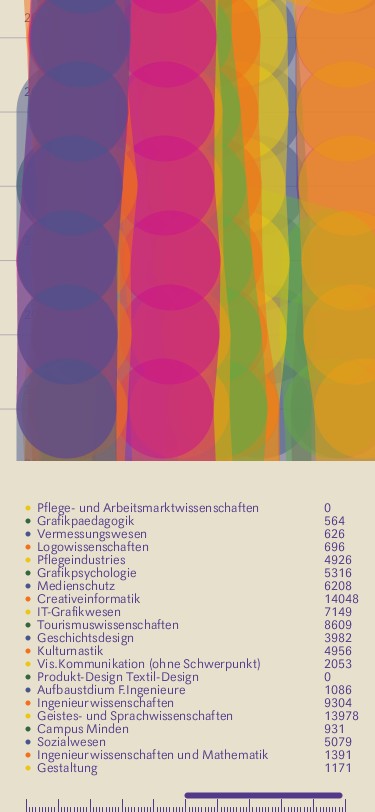 2
2
Pflege- und Arbeitsmarktwissenschaften 0
Grafikpaedagogik 564
Vermessungswesen 626
Logowissenschaften 696
Pflegeindustries 4926
Grafikpsychologie 5316
Medienschutz 6208
Creativeinformatik 14048
IT-Grafikwesen 7149
Tourismuswissenschaften 8609
Geschichtsdesign 3982
Kulturnastik 4956
Vis.Kommunikation (ohne Schwerpunkt) 2053
Produkt-Design Textil-Design 0
Aufbaustdium F.Ingenieure 1086
Ingenieurwissenschaften 9304
Geistes- und Sprachwissenschaften 13978
Campus Minden 931
Sozialwesen 5079
Ingenieurwissenschaften und Mathematik 1391
Gestaltung 1171